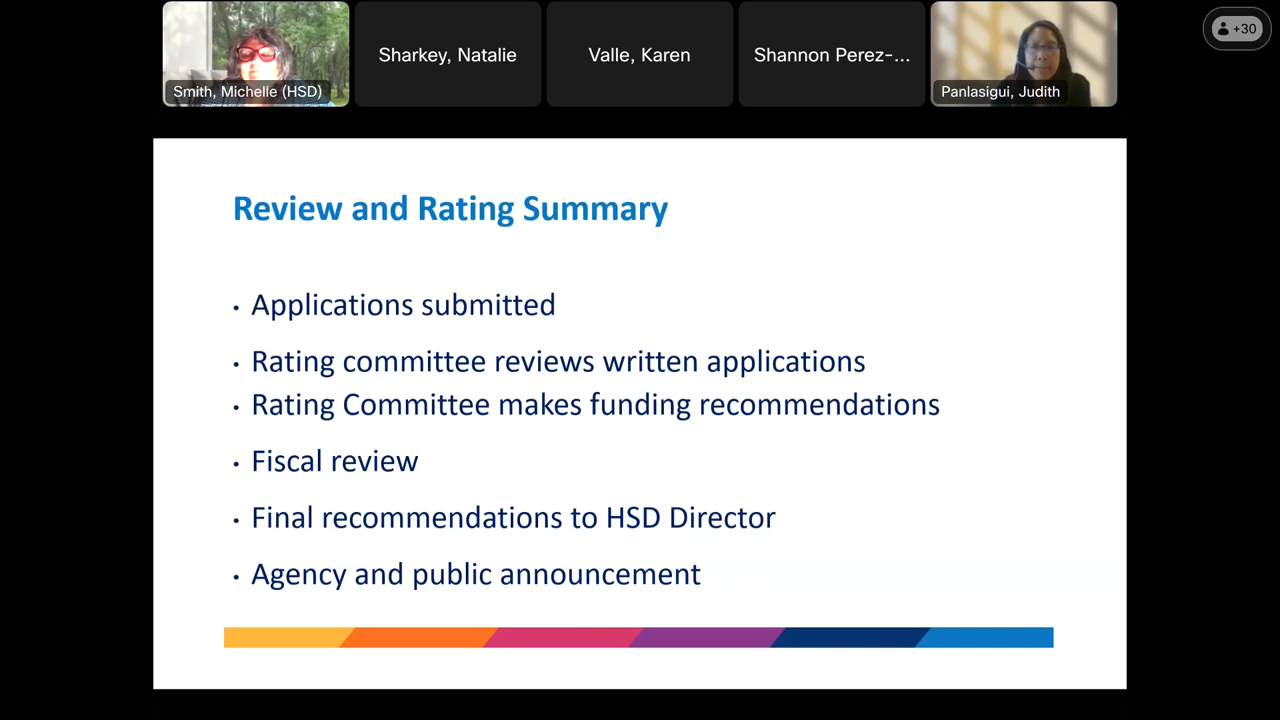 Smith, Michelle (HSD)
Sharkey, Natalie
Valle, Karen
Shannon Perez-...
Panlasigui, Judith
+30
Review and Rating Summary
• Applications submitted
• Rating committee reviews written applications
• Rating Committee makes funding recommendations
• Fiscal review
• Final recommendations to HSD Director
• Agency and public announcement